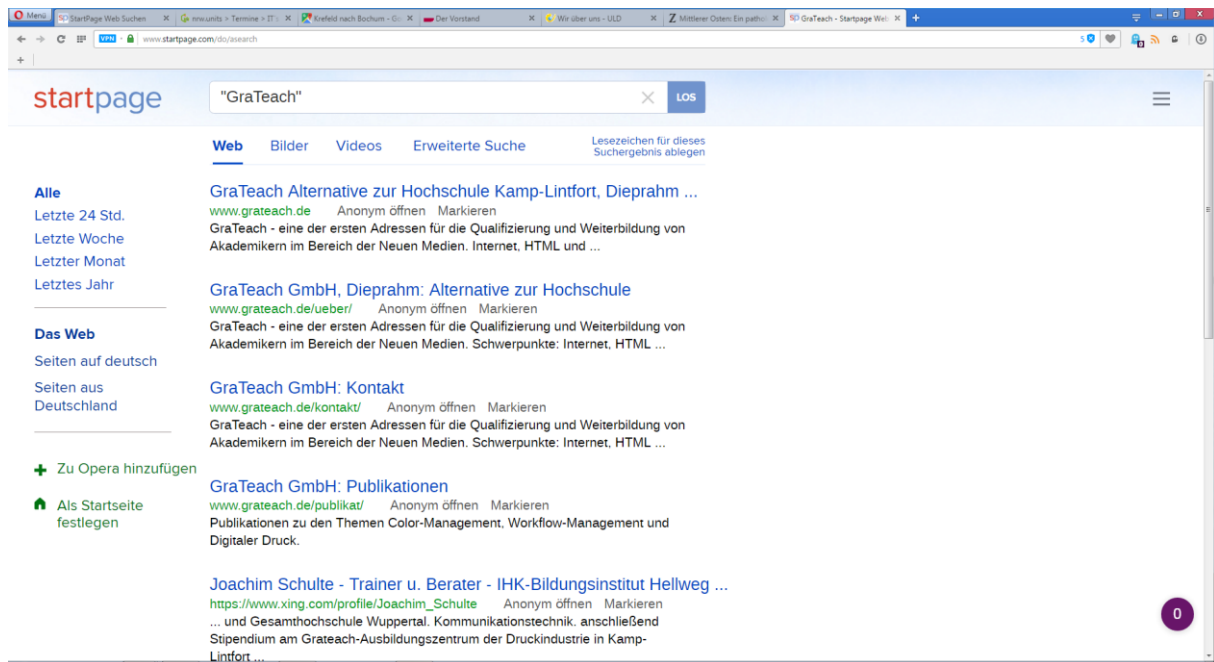 Menü
StartPage Web Suchen
nrw.units > Termine > IT's
Krefeld nach Bochum - Go
Der Vorstand
Wir über uns - ULD
Mittlerer Osten: Ein patho
GraTeach - Startpage Web
VPN
www.startpage.com/do/asearch
5
0
startpage
"GraTeach"
LOS
Web Bilder Videos Erweiterte Suche
Lesezeichen für dieses
Suchergebnis ablegen
Alle
Letzte 24 Std.
Letzte Woche
Letzter Monat
Letztes Jahr
Das Web
Seiten auf deutsch
Seiten aus
Deutschland
Zu Opera hinzufügen
Als Startseite
festlegen
GraTeach Alternative zur Hochschule Kamp-Lintfort, Dieprahm ...
www.grateach.de Anonym öffnen Markieren
GraTeach - eine der ersten Adressen für die Qualifizierung und Weiterbildung von
Akademikern im Bereich der Neuen Medien. Internet, HTML und ...
GraTeach GmbH, Dieprahm: Alternative zur Hochschule
www.grateach.de/ueber/ Anonym öffnen Markieren
GraTeach - eine der ersten Adressen für die Qualifizierung und Weiterbildung von
Akademikern im Bereich der Neuen Medien. Schwerpunkte: Internet, HTML ...
GraTeach GmbH: Kontakt
www.grateach.de/kontakt/ Anonym öffnen Markieren
GraTeach - eine der ersten Adressen für die Qualifizierung und Weiterbildung von
Akademikern im Bereich der Neuen Medien. Schwerpunkte: Internet, HTML ...
GraTeach GmbH: Publikationen
www.grateach.de/publikat/ Anonym öffnen Markieren
Publikationen zu den Themen Color-Management, Workflow-Management und
Digitaler Druck.
Joachim Schulte - Trainer u. Berater - IHK-Bildungsinstitut Hellweg ...
https://www.xing.com/profile/Joachim_Schulte Anonym öffnen Markieren
... und Gesamthochschule Wuppertal. Kommunikationstechnik. anschließend
Stipendium am Grateach-Ausbildungszentrum der Druckindustrie in Kamp-
Lintfort ...
0